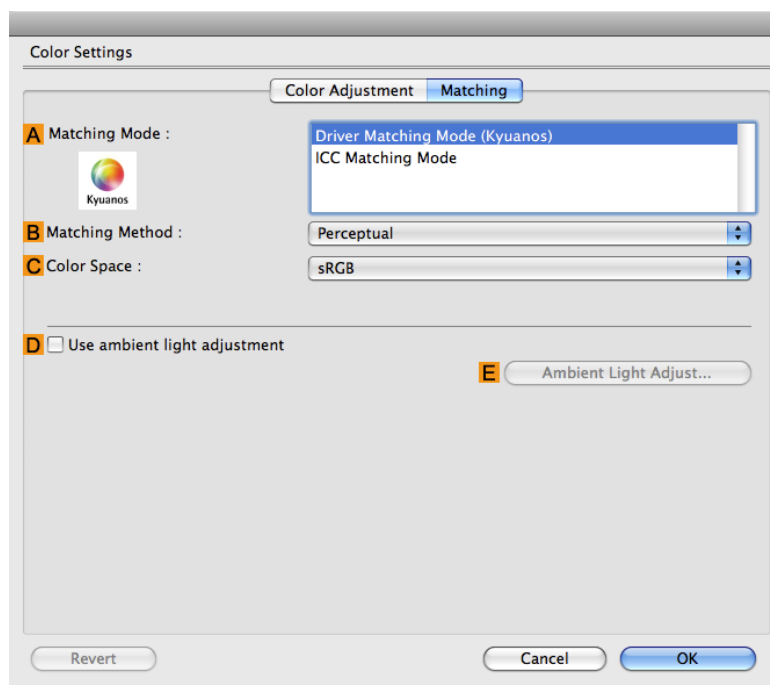 Color Settings
Color Adjustment Matching
A Matching Mode :
Driver Matching Mode (Kyuanos)
ICC Matching Mode
Kyuanos
B Matching Method : Perceptual
C Color Space : sRGB
D Use ambient light adjustment
E Ambient Light Adjust...
Revert Cancel OK